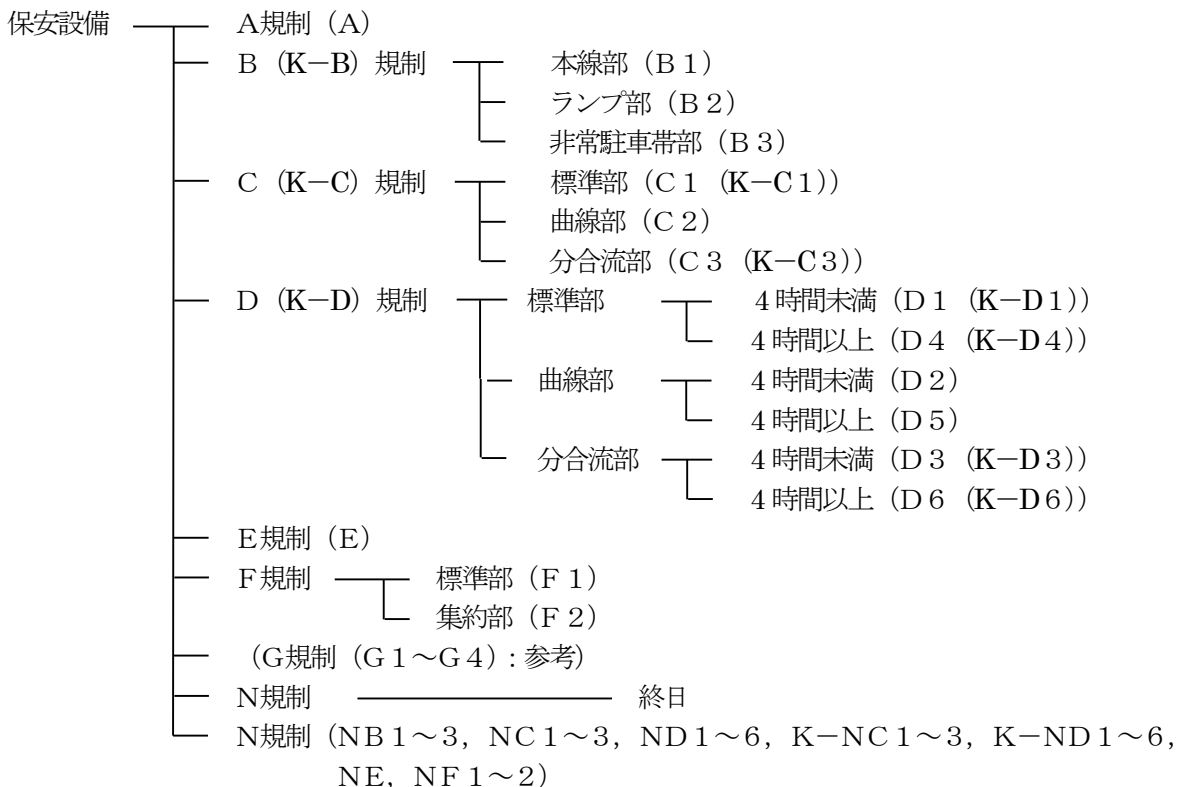 保安設備 A規制（A）
B（K－B）規制 本線部（B１）
ランプ部（B２）
非常駐車帯部（B３）
C（K－C）規制 標準部（C１（K－C１））
曲線部（C２）
分合流部（C３（K－C３））
D（K－D）規制 標準部 ４時間未満（D１（K－D１））
４時間以上（D４（K－D４））
曲線部 ４時間未満（D２）
４時間以上（D５）
分合流部 ４時間未満（D３（K－D３））
４時間以上（D６（K－D６））
E規制（E）
F規制 標準部（F１）
集約部（F２）
（G規制（G１～G４）：参考）
N規制 終日
N規制（NB１～３，NC１～３，ND１～６，K－NC１～３，K－ND１～６，
NE，NF１～２）